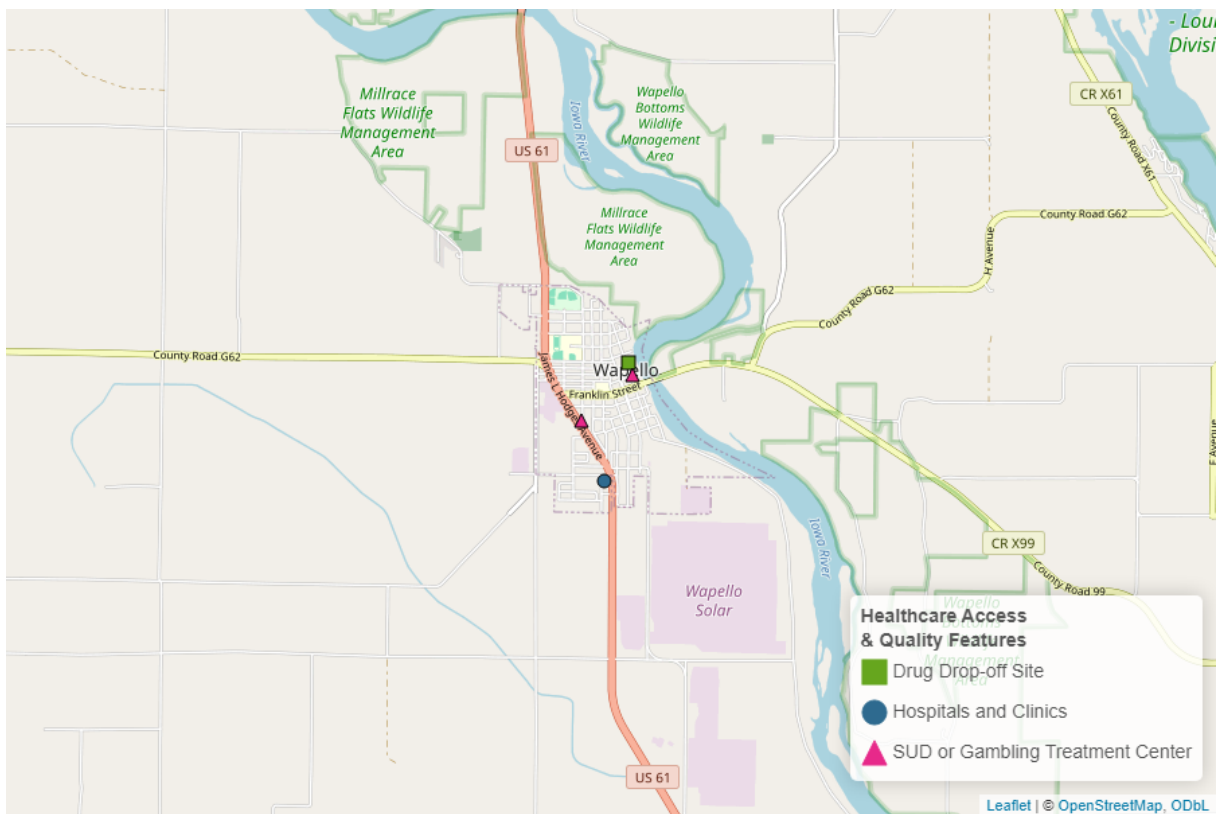 - Lou
Divisi
CR X61
County Road X61
Millrace
Flats Wildlife
Management
Area
Wapello
Bottoms
Wildlife
Management
Area
Iowa River
US 61
Millrace
Flats Wildlife
Management
Area
County Road G62
H Avenue
County Road G62
County Road G62
Wapello
Franklin Street
James L Hodges Avenue
F Avenue
Iowa River
CR X99
County Road 99
Wapello
Solar
Wapello
Bottoms
Management
Area
Healthcare Access
& Quality Features
Drug Drop-off Site
Hospitals and Clinics
SUD or Gambling Treatment Center
US 61
Leaflet | © OpenStreetMap, ODbL